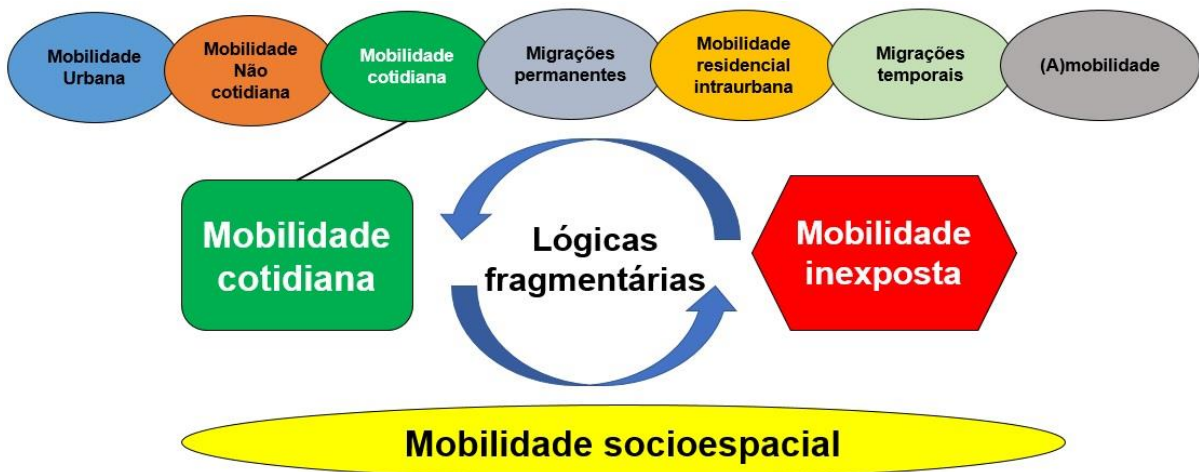 Mobilidade
Urbana
Mobilidade
Não
cotidiana
Mobilidade
cotidiana
Migrações
permanentes
Mobilidade
residencial
intraurbana
Migrações
temporais
(A)mobilidade
Mobilidade
cotidiana
Lógicas
fragmentárias
Mobilidade
inexposta
Mobilidade socioespacial